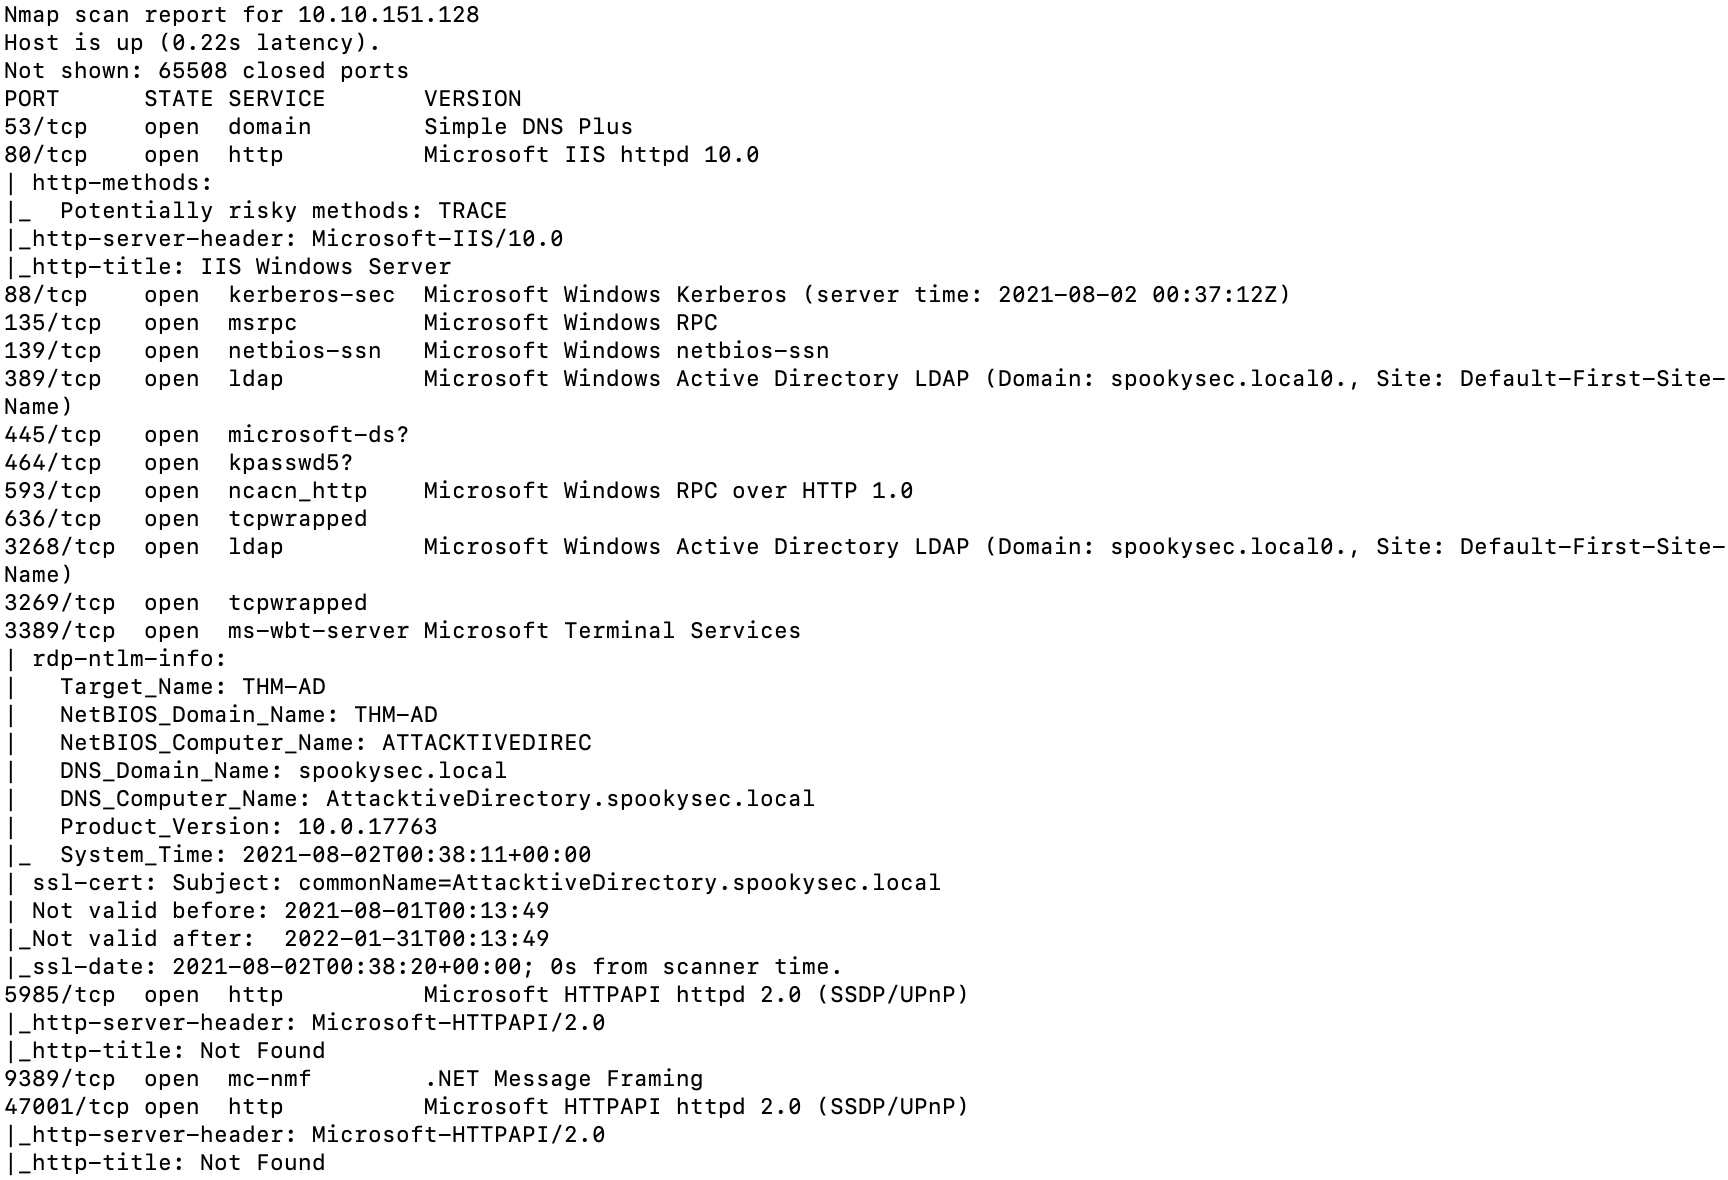 Nmap scan report for 10.10.151.128
Host is up (0.22s latency).
Not shown: 65508 closed ports
PORT      STATE SERVICE       VERSION
53/tcp    open  domain        Simple DNS Plus
80/tcp    open  http          Microsoft IIS httpd 10.0
| http-methods:
|_  Potentially risky methods: TRACE
|_http-server-header: Microsoft-IIS/10.0
|_http-title: IIS Windows Server
88/tcp    open  kerberos-sec  Microsoft Windows Kerberos (server time: 2021-08-02 00:37:12Z)
135/tcp   open  msrpc         Microsoft Windows RPC
139/tcp   open  netbios-ssn   Microsoft Windows netbios-ssn
389/tcp   open  ldap          Microsoft Windows Active Directory LDAP (Domain: spookysec.local0., Site: Default-First-Site-
Name)
445/tcp   open  microsoft-ds?
464/tcp   open  kpasswd5?
593/tcp   open  ncacn_http    Microsoft Windows RPC over HTTP 1.0
636/tcp   open  tcpwrapped
3268/tcp  open  ldap          Microsoft Windows Active Directory LDAP (Domain: spookysec.local0., Site: Default-First-Site-
Name)
3269/tcp  open  tcpwrapped
3389/tcp  open  ms-wbt-server Microsoft Terminal Services
| rdp-ntlm-info:
|   Target_Name: THM-AD
|   NetBIOS_Domain_Name: THM-AD
|   NetBIOS_Computer_Name: ATTACKTIVEDIREC
|   DNS_Domain_Name: spookysec.local
|   DNS_Computer_Name: AttacktiveDirectory.spookysec.local
|   Product_Version: 10.0.17763
|_  System_Time: 2021-08-02T00:38:11+00:00
| ssl-cert: Subject: commonName=AttacktiveDirectory.spookysec.local
| Not valid before: 2021-08-01T00:13:49
|_Not valid after:  2022-01-31T00:13:49
|_ssl-date: 2021-08-02T00:38:20+00:00; 0s from scanner time.
5985/tcp  open  http          Microsoft HTTPAPI httpd 2.0 (SSDP/UPnP)
|_http-server-header: Microsoft-HTTPAPI/2.0
|_http-title: Not Found
9389/tcp  open  mc-nmf        .NET Message Framing
47001/tcp open  http          Microsoft HTTPAPI httpd 2.0 (SSDP/UPnP)
|_http-server-header: Microsoft-HTTPAPI/2.0
|_http-title: Not Found